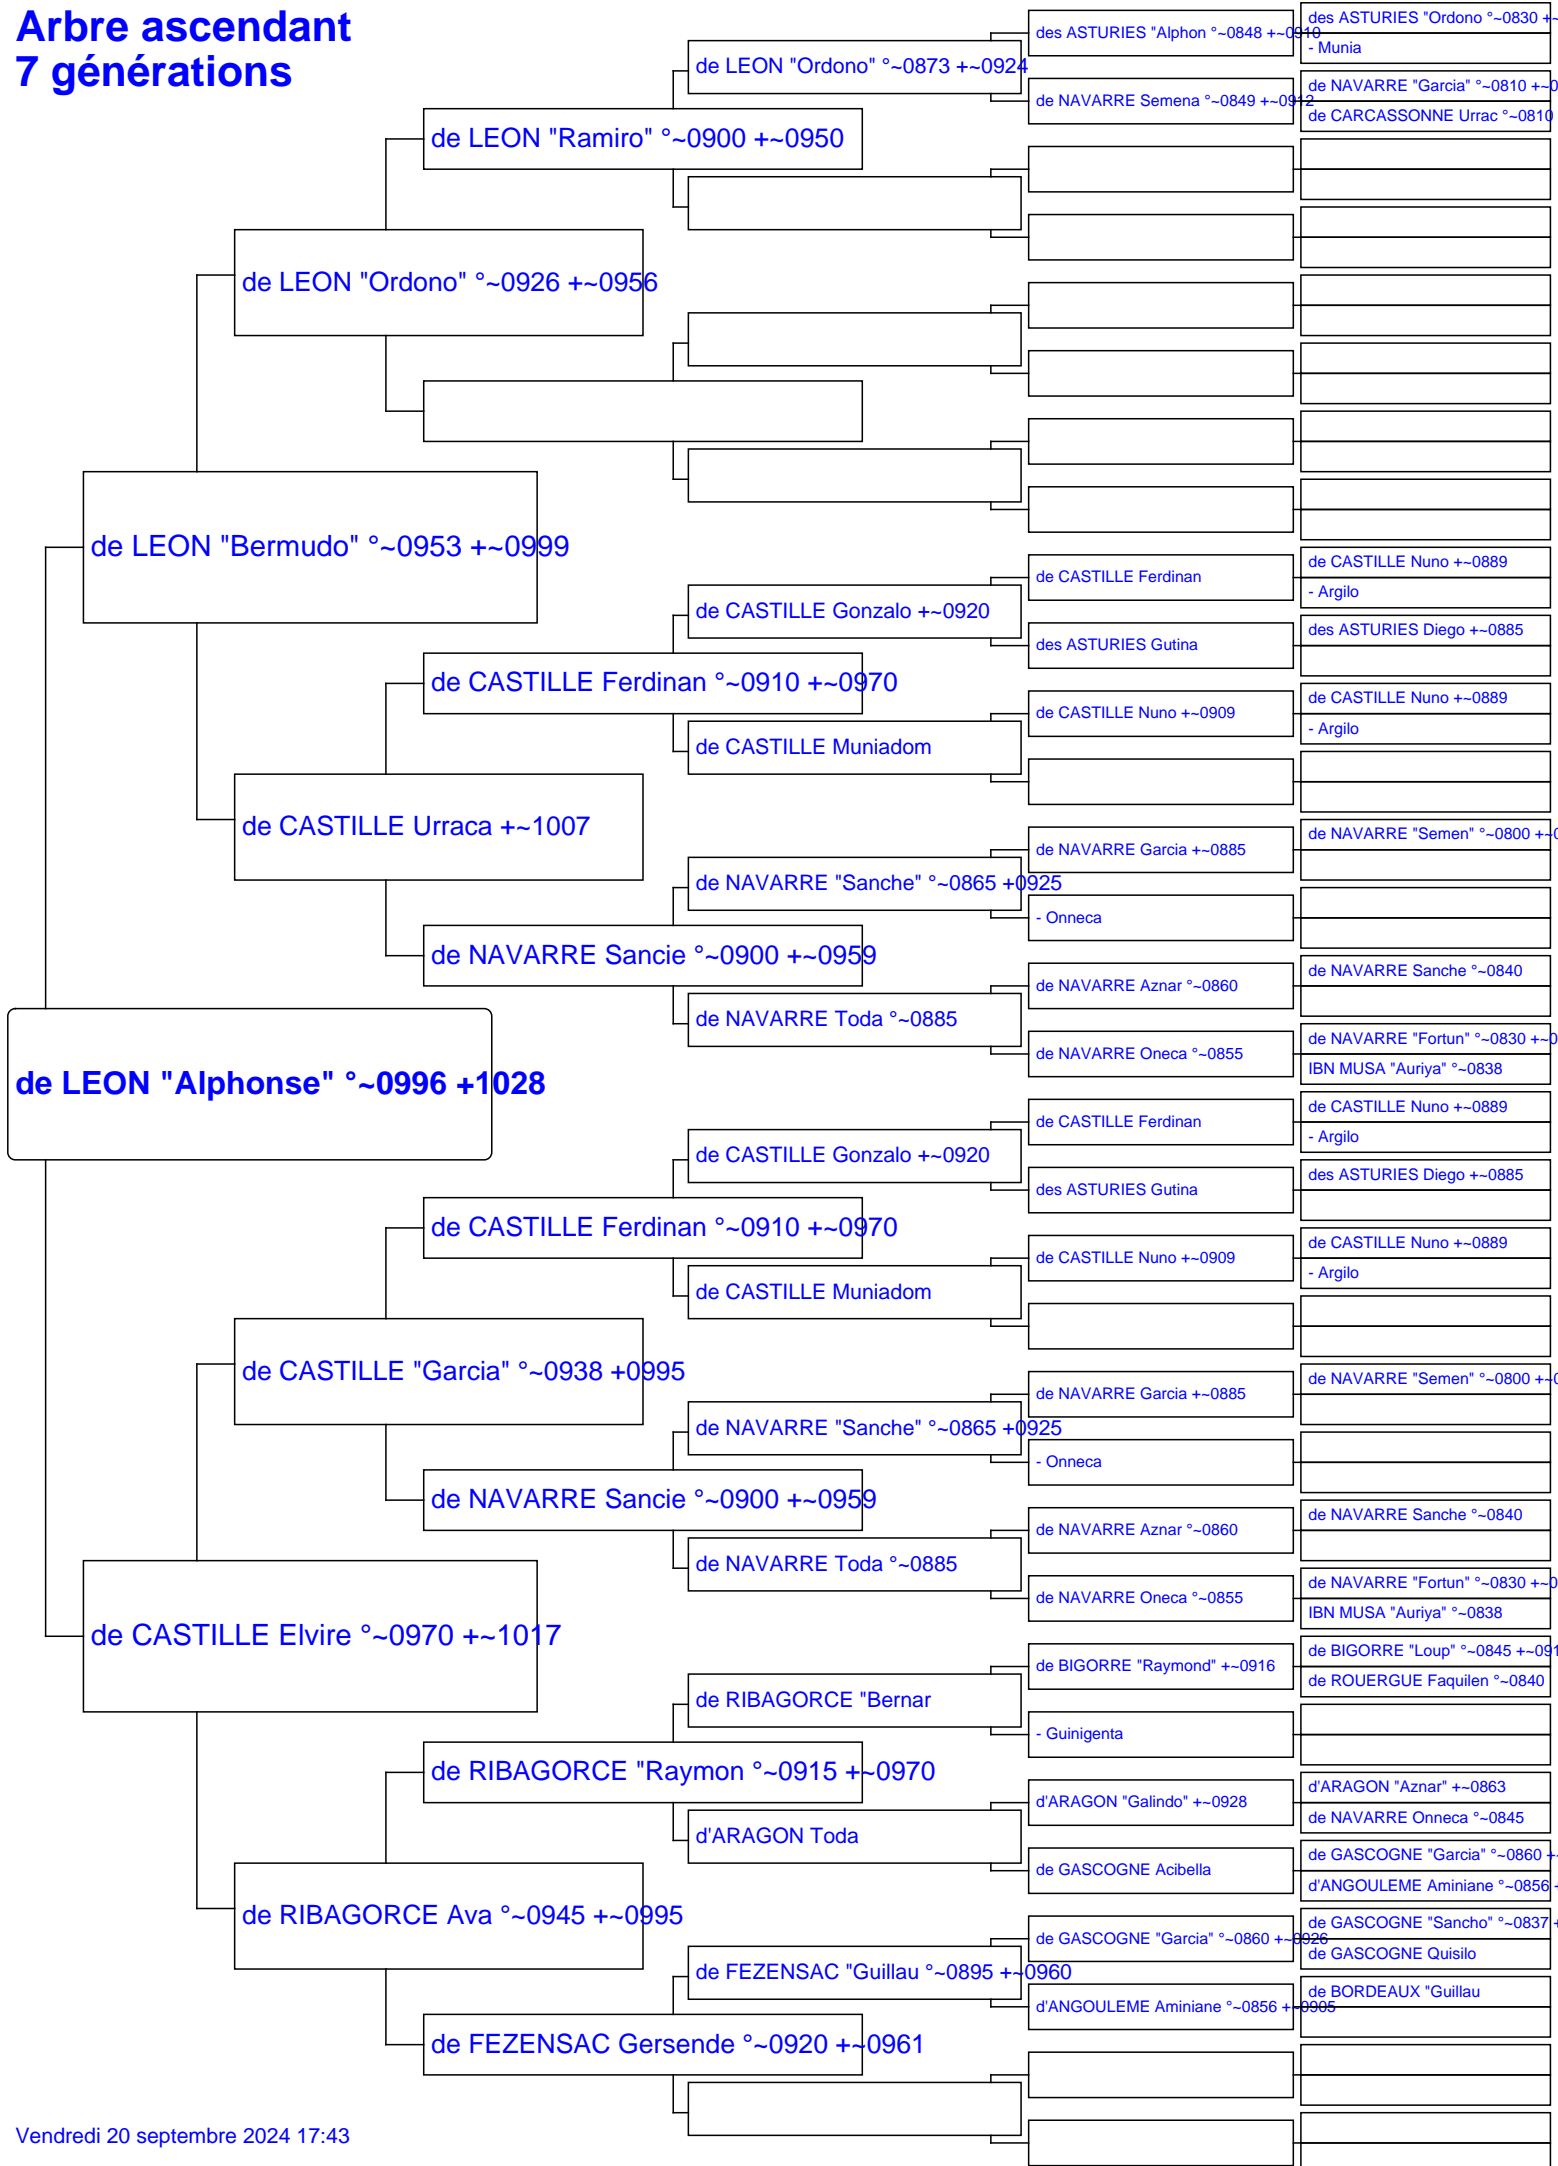 Arbre ascendant
7 générations
des ASTURIES "Ordono °~0830 +~
des ASTURIES "Alphon °~0848 +~0910
- Munia
de LEON "Ordono" °~0873 +~0924
de NAVARRE "Garcia" °~0810 +~0
de NAVARRE Semena °~0849 +~0912
de CARCASSONNE Urrac °~0810
de LEON "Ramiro" °~0900 +~0950
de LEON "Ordono" °~0926 +~0956
de LEON "Bermudo" °~0953 +~0999
de CASTILLE Nuno +~0889
de CASTILLE Ferdinan
- Argilo
de CASTILLE Gonzalo +~0920
des ASTURIES Diego +~0885
des ASTURIES Gutina
de CASTILLE Ferdinan °~0910 +~0970
de CASTILLE Nuno +~0889
de CASTILLE Nuno +~0909
- Argilo
de CASTILLE Muniadom
de CASTILLE Urraca +~1007
de NAVARRE "Semen" °~0800 +~0
de NAVARRE Garcia +~0885
de NAVARRE "Sanche" °~0865 +0925
- Onneca
de NAVARRE Sancie °~0900 +~0959
de NAVARRE Sanche °~0840
de NAVARRE Aznar °~0860
de NAVARRE Toda °~0885
de NAVARRE "Fortun" °~0830 +~0
de NAVARRE Oneca °~0855
IBN MUSA "Auriya" °~0838
de LEON "Alphonse" °~0996 +1028
de CASTILLE Nuno +~0889
de CASTILLE Ferdinan
- Argilo
de CASTILLE Gonzalo +~0920
des ASTURIES Diego +~0885
des ASTURIES Gutina
de CASTILLE Ferdinan °~0910 +~0970
de CASTILLE Nuno +~0889
de CASTILLE Nuno +~0909
- Argilo
de CASTILLE Muniadom
de CASTILLE "Garcia" °~0938 +0995
de NAVARRE "Semen" °~0800 +~0
de NAVARRE Garcia +~0885
de NAVARRE "Sanche" °~0865 +0925
- Onneca
de NAVARRE Sancie °~0900 +~0959
de NAVARRE Sanche °~0840
de NAVARRE Aznar °~0860
de NAVARRE Toda °~0885
de NAVARRE "Fortun" °~0830 +~0
de NAVARRE Oneca °~0855
IBN MUSA "Auriya" °~0838
de CASTILLE Elvire °~0970 +~1017
de BIGORRE "Loup" °~0845 +~091
de BIGORRE "Raymond" +~0916
de ROUERGUE Faquilen °~0840
de RIBAGORCE "Bernar
- Guinigenta
de RIBAGORCE "Raymon °~0915 +~0970
d'ARAGON "Aznar" +~0863
d'ARAGON "Galindo" +~0928
de NAVARRE Onneca °~0845
d'ARAGON Toda
de GASCOGNE "Garcia" °~0860 +~
de GASCOGNE Acibella
d'ANGOULEME Aminiane °~0856 +
de RIBAGORCE Ava °~0945 +~0995
de GASCOGNE "Sancho" °~0837 +
de GASCOGNE "Garcia" °~0860 +~0926
de GASCOGNE Quisilo
de FEZENSAC "Guillau °~0895 +~0960
de BORDEAUX "Guillau
d'ANGOULEME Aminiane °~0856 +~0905
de FEZENSAC Gersende °~0920 +~0961
Vendredi 20 septembre 2024 17:43